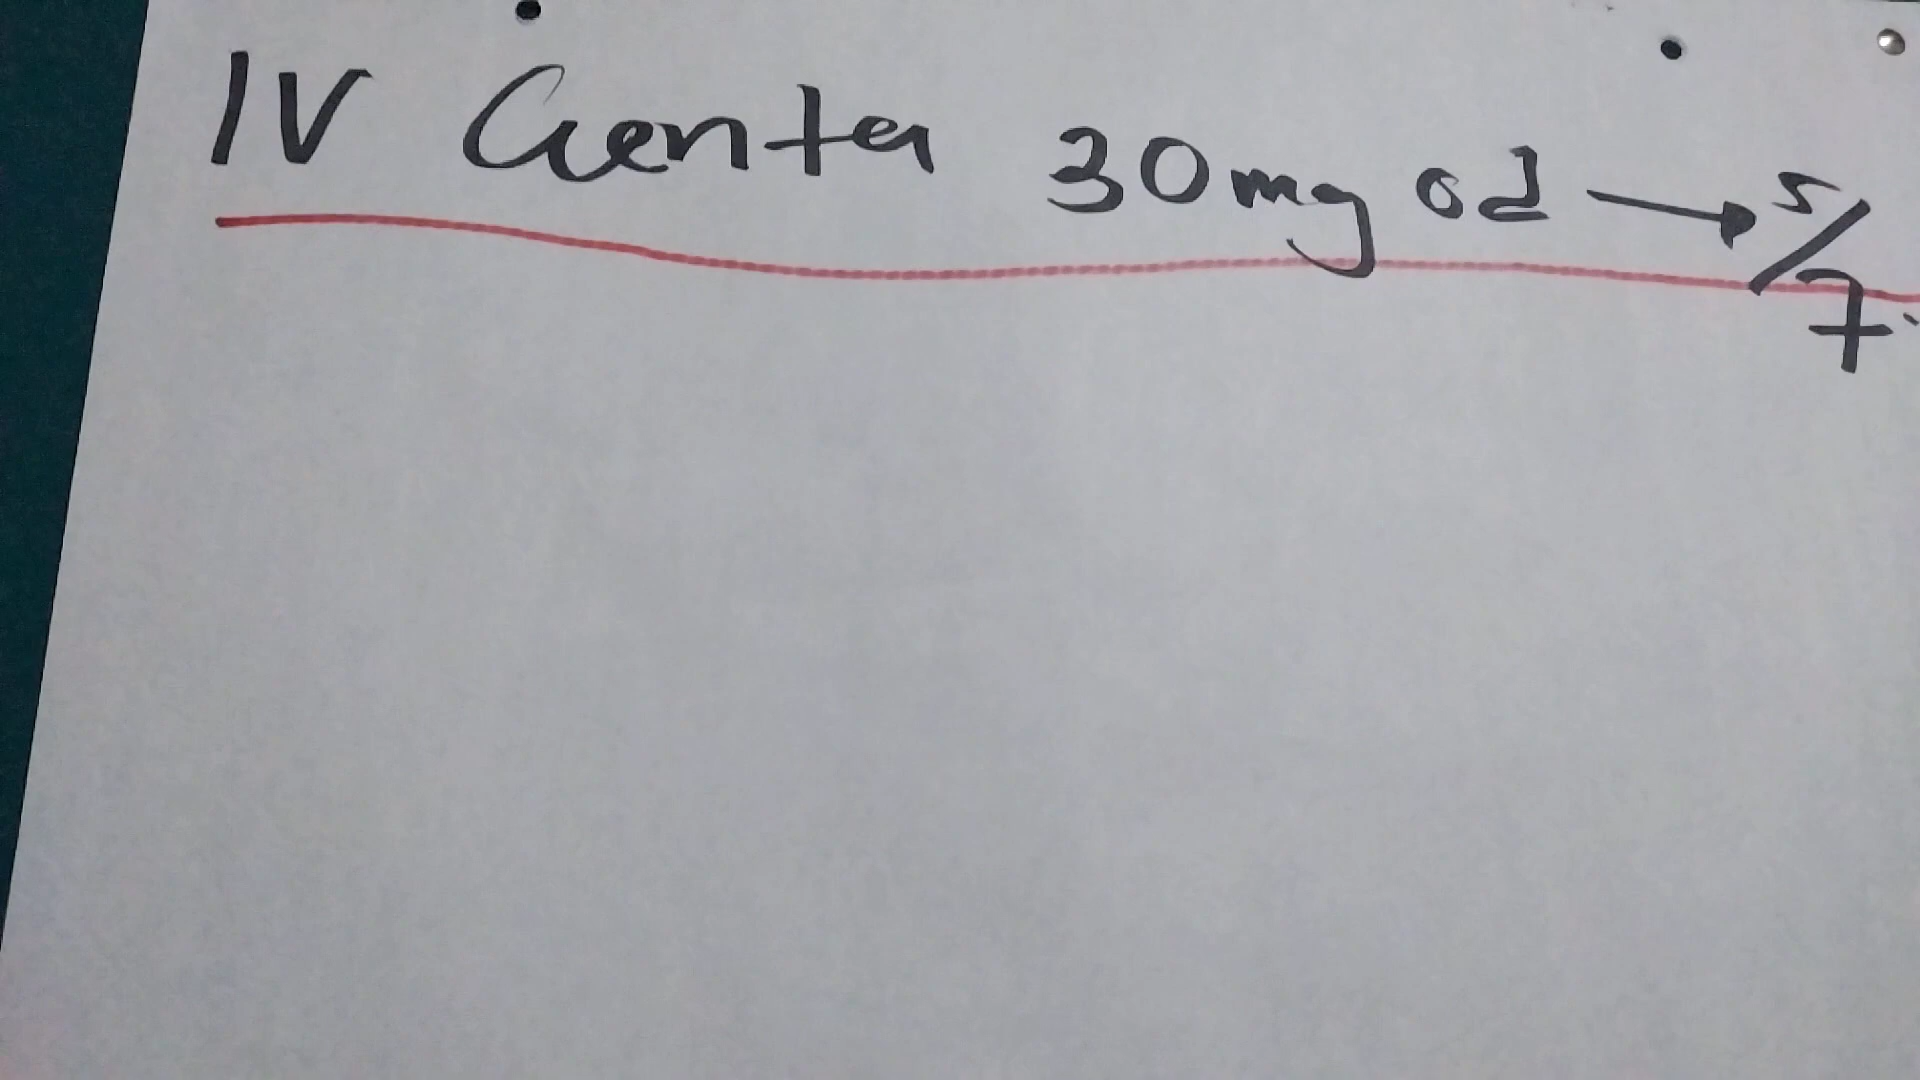 IV Genta 30mg od → 5/7